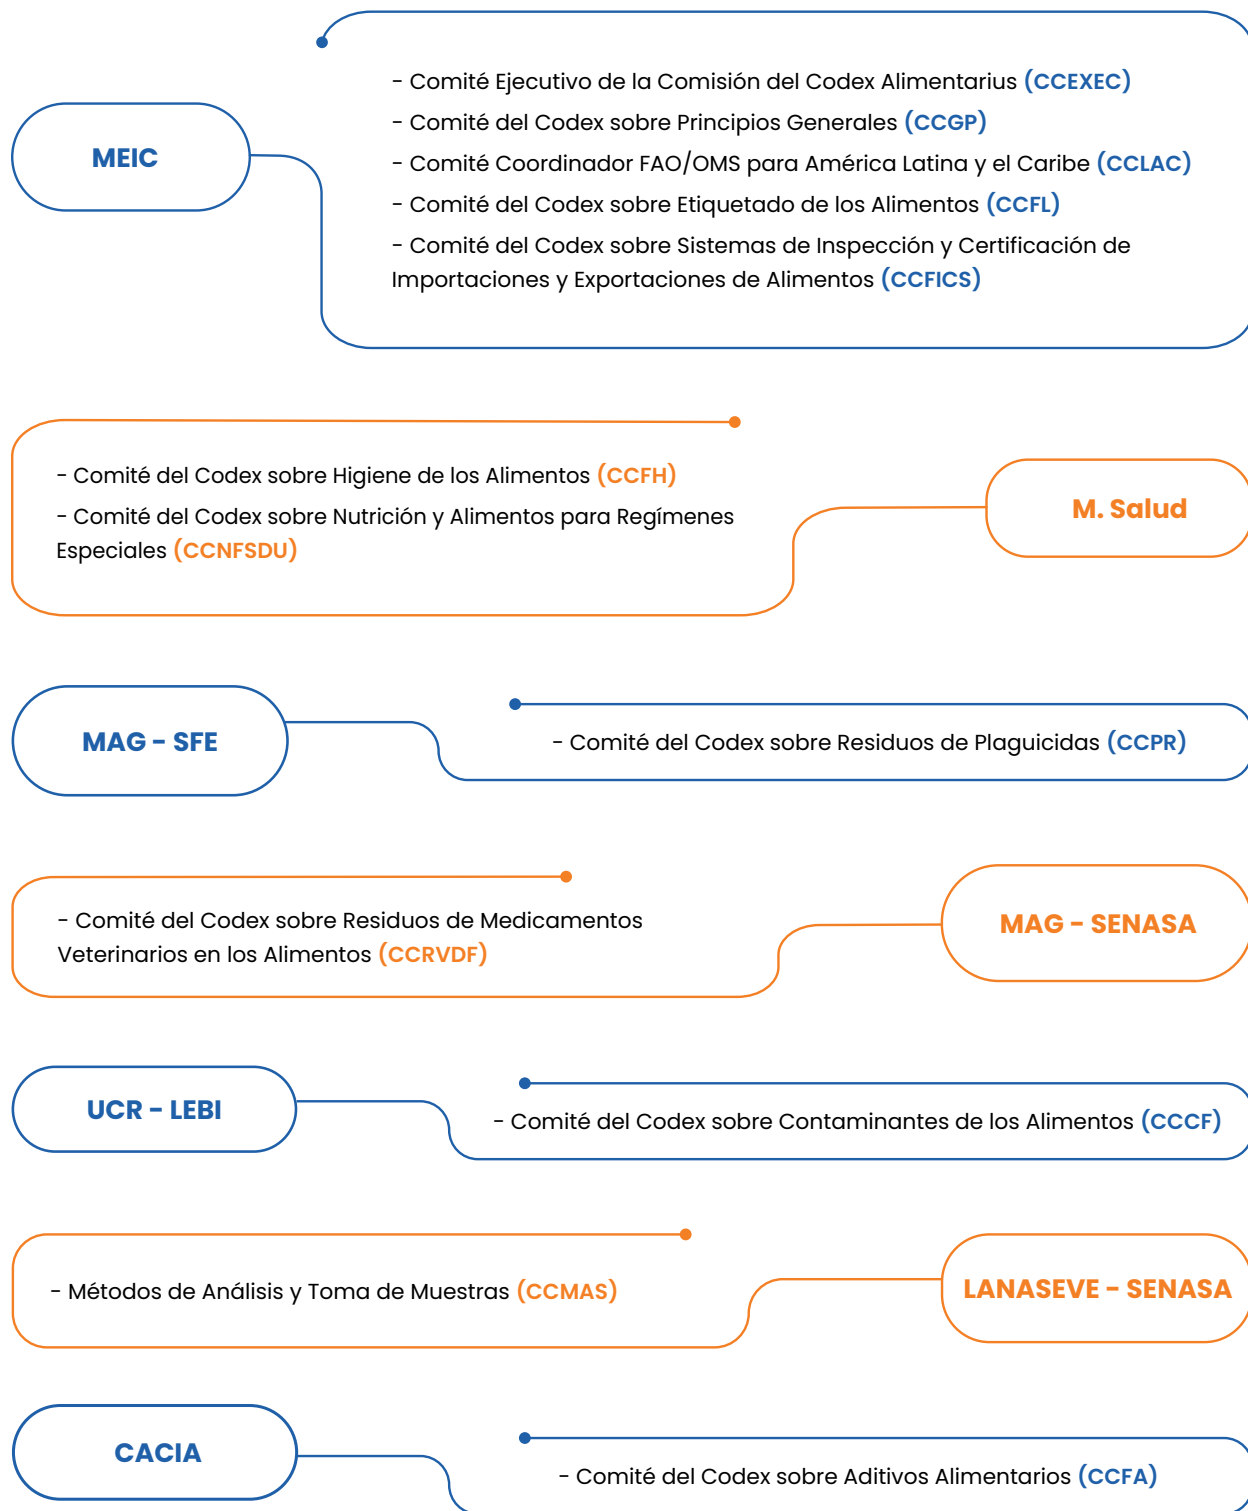 MEIC
- Comité Ejecutivo de la Comisión del Codex Alimentarius (CCEXEC)
- Comité del Codex sobre Principios Generales (CCGP)
- Comité Coordinador FAO/OMS para América Latina y el Caribe (CCLAC)
- Comité del Codex sobre Etiquetado de los Alimentos (CCFL)
- Comité del Codex sobre Sistemas de Inspección y Certificación de
Importaciones y Exportaciones de Alimentos (CCFICS)
- Comité del Codex sobre Higiene de los Alimentos (CCFH)
- Comité del Codex sobre Nutrición y Alimentos para Regímenes
Especiales (CCNFSDU)
M. Salud
MAG - SFE
- Comité del Codex sobre Residuos de Plaguicidas (CCPR)
- Comité del Codex sobre Residuos de Medicamentos
Veterinarios en los Alimentos (CCRVDF)
MAG - SENASA
UCR - LEBI
- Comité del Codex sobre Contaminantes de los Alimentos (CCCF)
- Métodos de Análisis y Toma de Muestras (CCMAS)
LANASEVE - SENASA
CACIA
- Comité del Codex sobre Aditivos Alimentarios (CCFA)